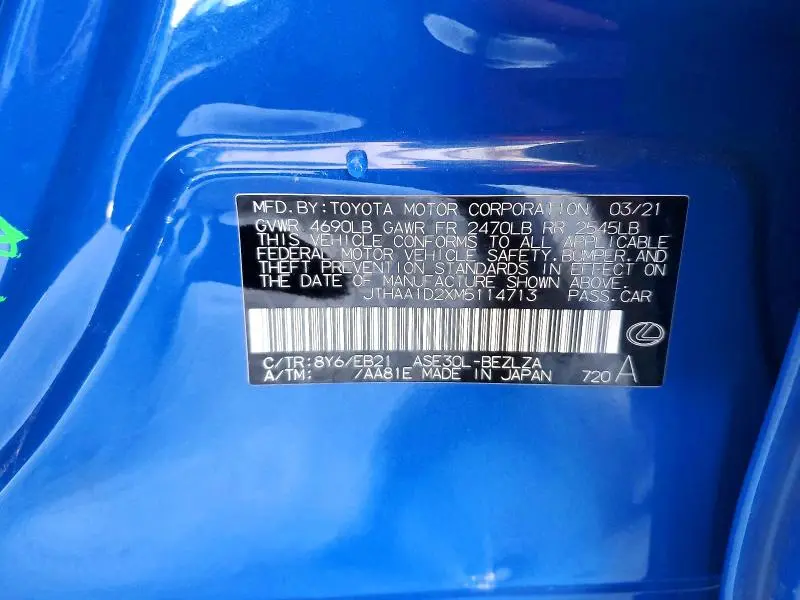 MFD. BY: TOYOTA MOTOR CORPORATION 03/21
GVWR 4690LB GAWR FR 2470LB RR 2545LB
THIS VEHICLE CONFORMS TO ALL APPLICABLE
FEDERAL MOTOR VEHICLE SAFETY, BUMPER, AND
THEFT PREVENTION STANDARDS IN EFFECT ON
THE DATE OF MANUFACTURE SHOWN ABOVE.
JTHAA1D2XM5114713 PASS. CAR
C/TR: 8Y6/EB21 ASE30L-BEZLZA
A/TM: /AA81E MADE IN JAPAN 720 A